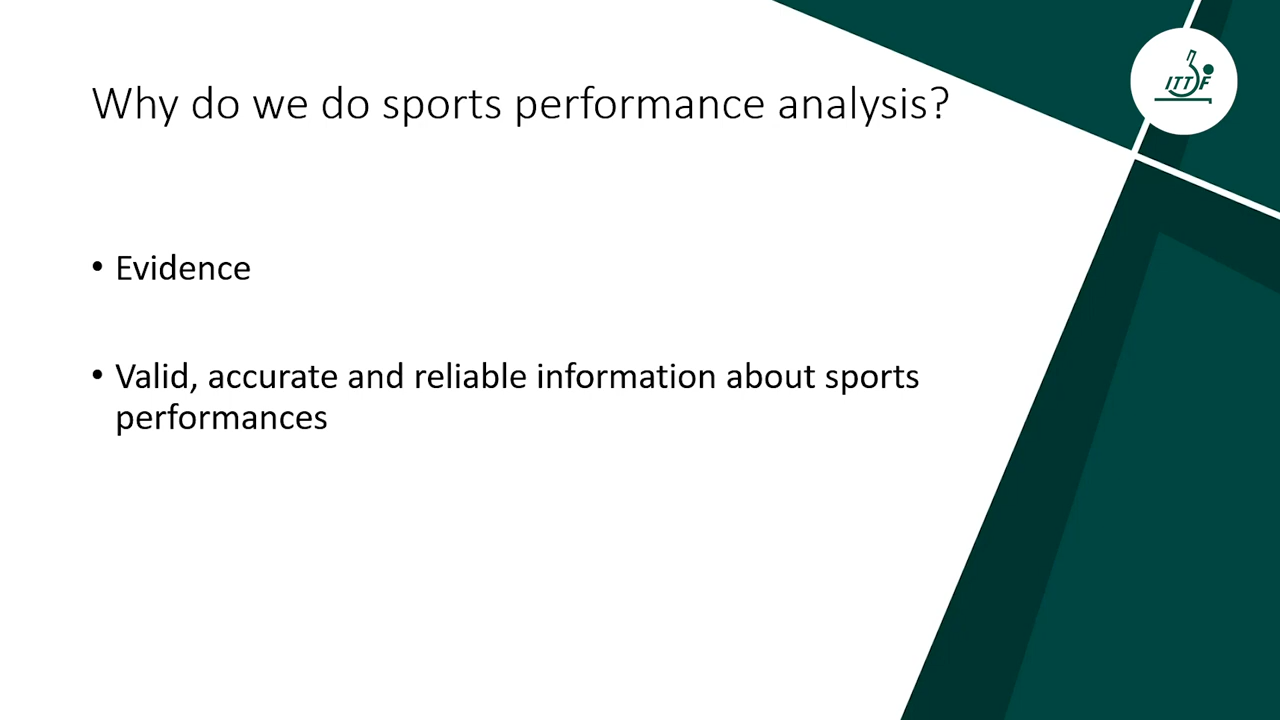 ITTF
Why do we do sports performance analysis?
• Evidence
• Valid, accurate and reliable information about sports
performances